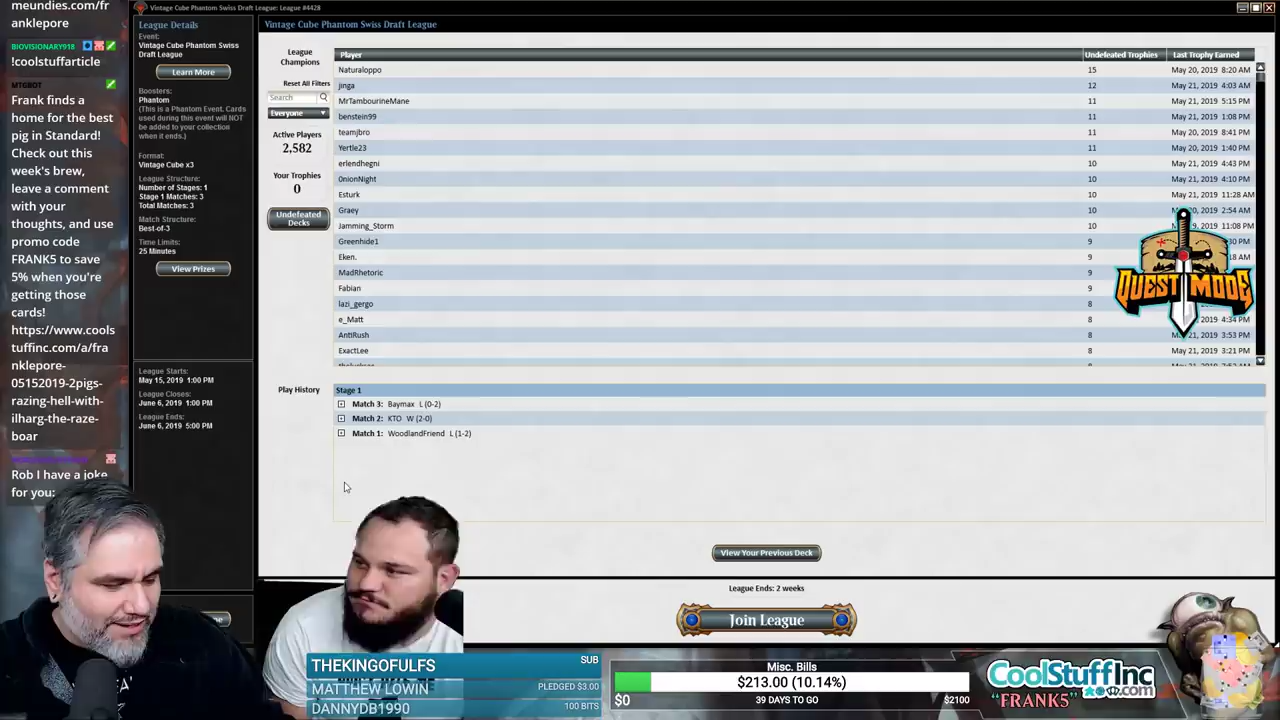 meundies.com/fr
anklepore
BIOVISIONARY918
!coolstuffarticle
MTGBOT
Frank finds a
home for the best
pig in Standard!
Check out this
week's brew,
leave a comment
with your
thoughts, and use
promo code
FRANK5 to save
5% when you're
getting those
cards!
https://www.cools
tuffinc.com/a/fra
nklepore-
05152019-2pigs-
razing-hell-with-
ilharg-the-raze-
boar
Rob I have a joke
for you:
Vintage Cube Phantom Swiss Draft League: League #4428
League Details
Event:
Vintage Cube Phantom Swiss
Draft League
Learn More
Boosters:
Phantom
(This is a Phantom Event. Cards
used during this event will NOT
be added to your collection
when it ends.)
Format:
Vintage Cube x3
League Structure:
Number of Stages: 1
Stage 1 Matches: 3
Total Matches: 3
Match Structure:
Best-of-3
Time Limits:
25 Minutes
View Prizes
League Starts:
May 15, 2019 1:00 PM
League Closes:
June 6, 2019 1:00 PM
League Ends:
June 6, 2019 5:00 PM
Vintage Cube Phantom Swiss Draft League
League
Champions
Reset All Filters
Search
Everyone
Active Players
2,582
Your Trophies
0
Undefeated
Decks
Player Undefeated Trophies Last Trophy Earned
Naturaloppo 15 May 20, 2019 8:20 AM
jinga 12 May 21, 2019 4:03 AM
MrTambourineMane 11 May 21, 2019 5:15 PM
benstein99 11 May 21, 2019 1:08 PM
teamjbro 11 May 20, 2019 8:41 PM
Yertle23 11 May 20, 2019 1:40 PM
erlendhegni 10 May 21, 2019 4:43 PM
0nionNight 10 May 21, 2019 4:10 PM
Esturk 10 May 21, 2019 11:28 AM
Graey 10 2019 2:54 AM
Jamming_Storm 10 2019 11:08 PM
Greenhide1 9 PM
Eken. 9 AM
MadRhetoric 9 PM
Fabian 9 PM
lazi_gergo 8 PM
e_Matt 8 May 21, 2019 4:34 PM
AntiRush 8 May 21, 2019 3:53 PM
ExactLee 8 May 21, 2019 3:21 PM
QUEST MODE
Play History
Stage 1
Match 3: Baymax L (0-2)
Match 2: KTO W (2-0)
Match 1: WoodlandFriend L (1-2)
View Your Previous Deck
League Ends: 2 weeks
Join League
THEKINGOFULFS SUB
MATTHEW LOWIN PLEDGED $3.00
DANNYDB1990 100 BITS
Misc. Bills
$213.00 (10.14%)
$0 39 DAYS TO GO $2100
COOLSTUFFINC
.com
"FRANK5"